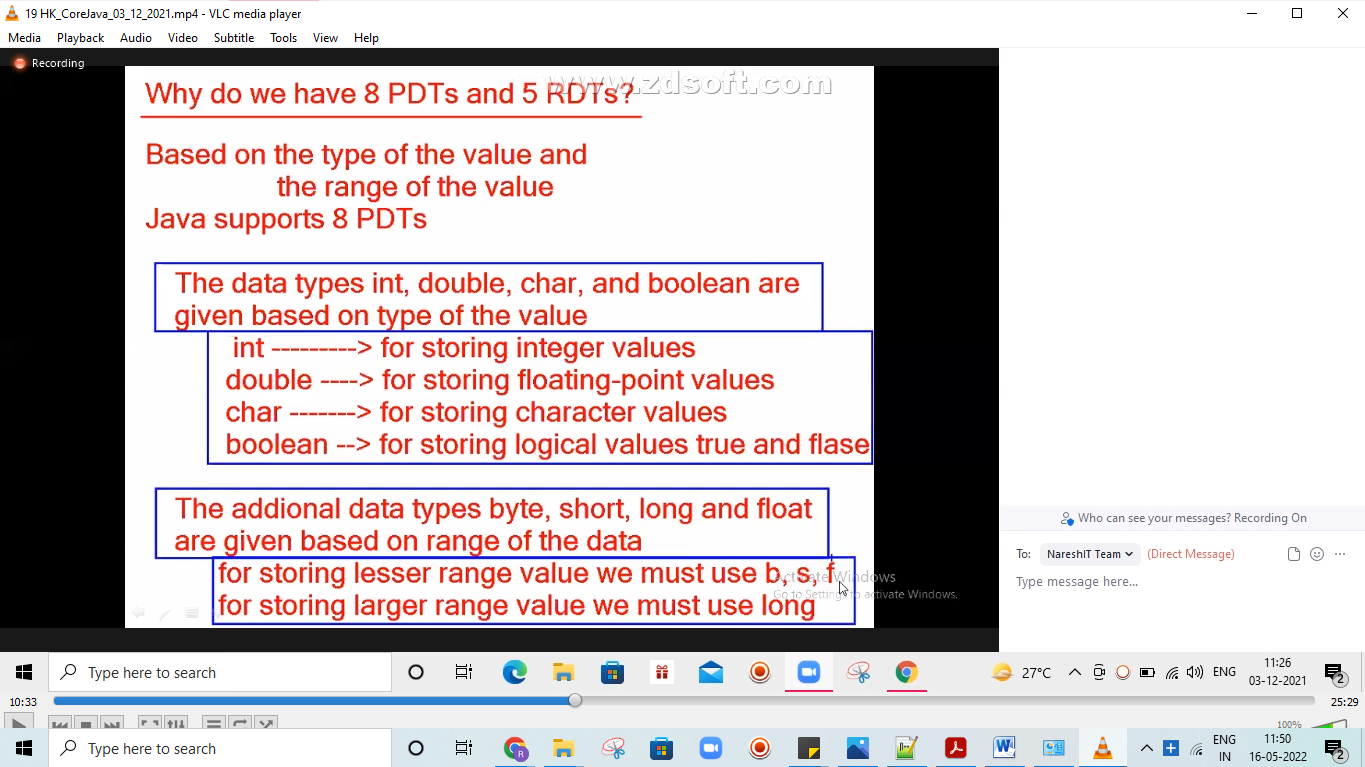 19 HK_CoreJava_03_12_2021.mp4 - VLC media player
Media Playback Audio Video Subtitle Tools View Help
Recording
www.zdsoft.com
Why do we have 8 PDTs and 5 RDTs?
Based on the type of the value and
the range of the value
Java supports 8 PDTs
The data types int, double, char, and boolean are
given based on type of the value
int ---------> for storing integer values
double ----> for storing floating-point values
char -------> for storing character values
boolean --> for storing logical values true and flase
The addional data types byte, short, long and float
are given based on range of the data
for storing lesser range value we must use b, s, f
for storing larger range value we must use long
Activate Windows
Go to Settings to activate Windows.
Who can see your messages? Recording On
To: NareshIT Team (Direct Message)
Type message here...
Type here to search
27°C ENG
11:26
03-12-2021
2
10:33
25:29
100%
Type here to search
ENG
IN
11:50
16-05-2022
2